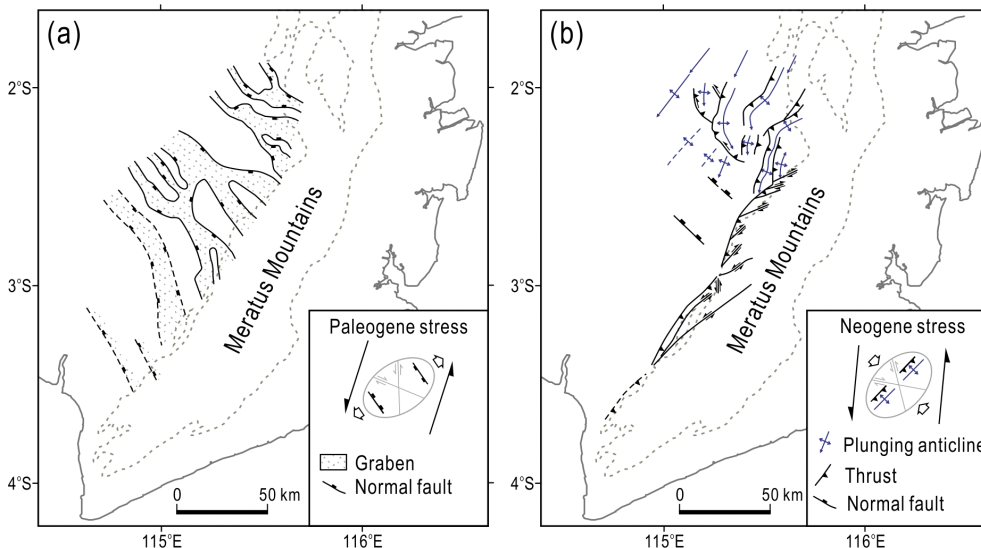 (a)
2°S
3°S
4°S
115°E
116°E
Meratus Mountains
Paleogene stress
Graben
Normal fault
0
50 km
(b)
2°S
3°S
4°S
115°E
116°E
Meratus Mountains
Neogene stress
Plunging anticline
Thrust
Normal fault
0
50 km